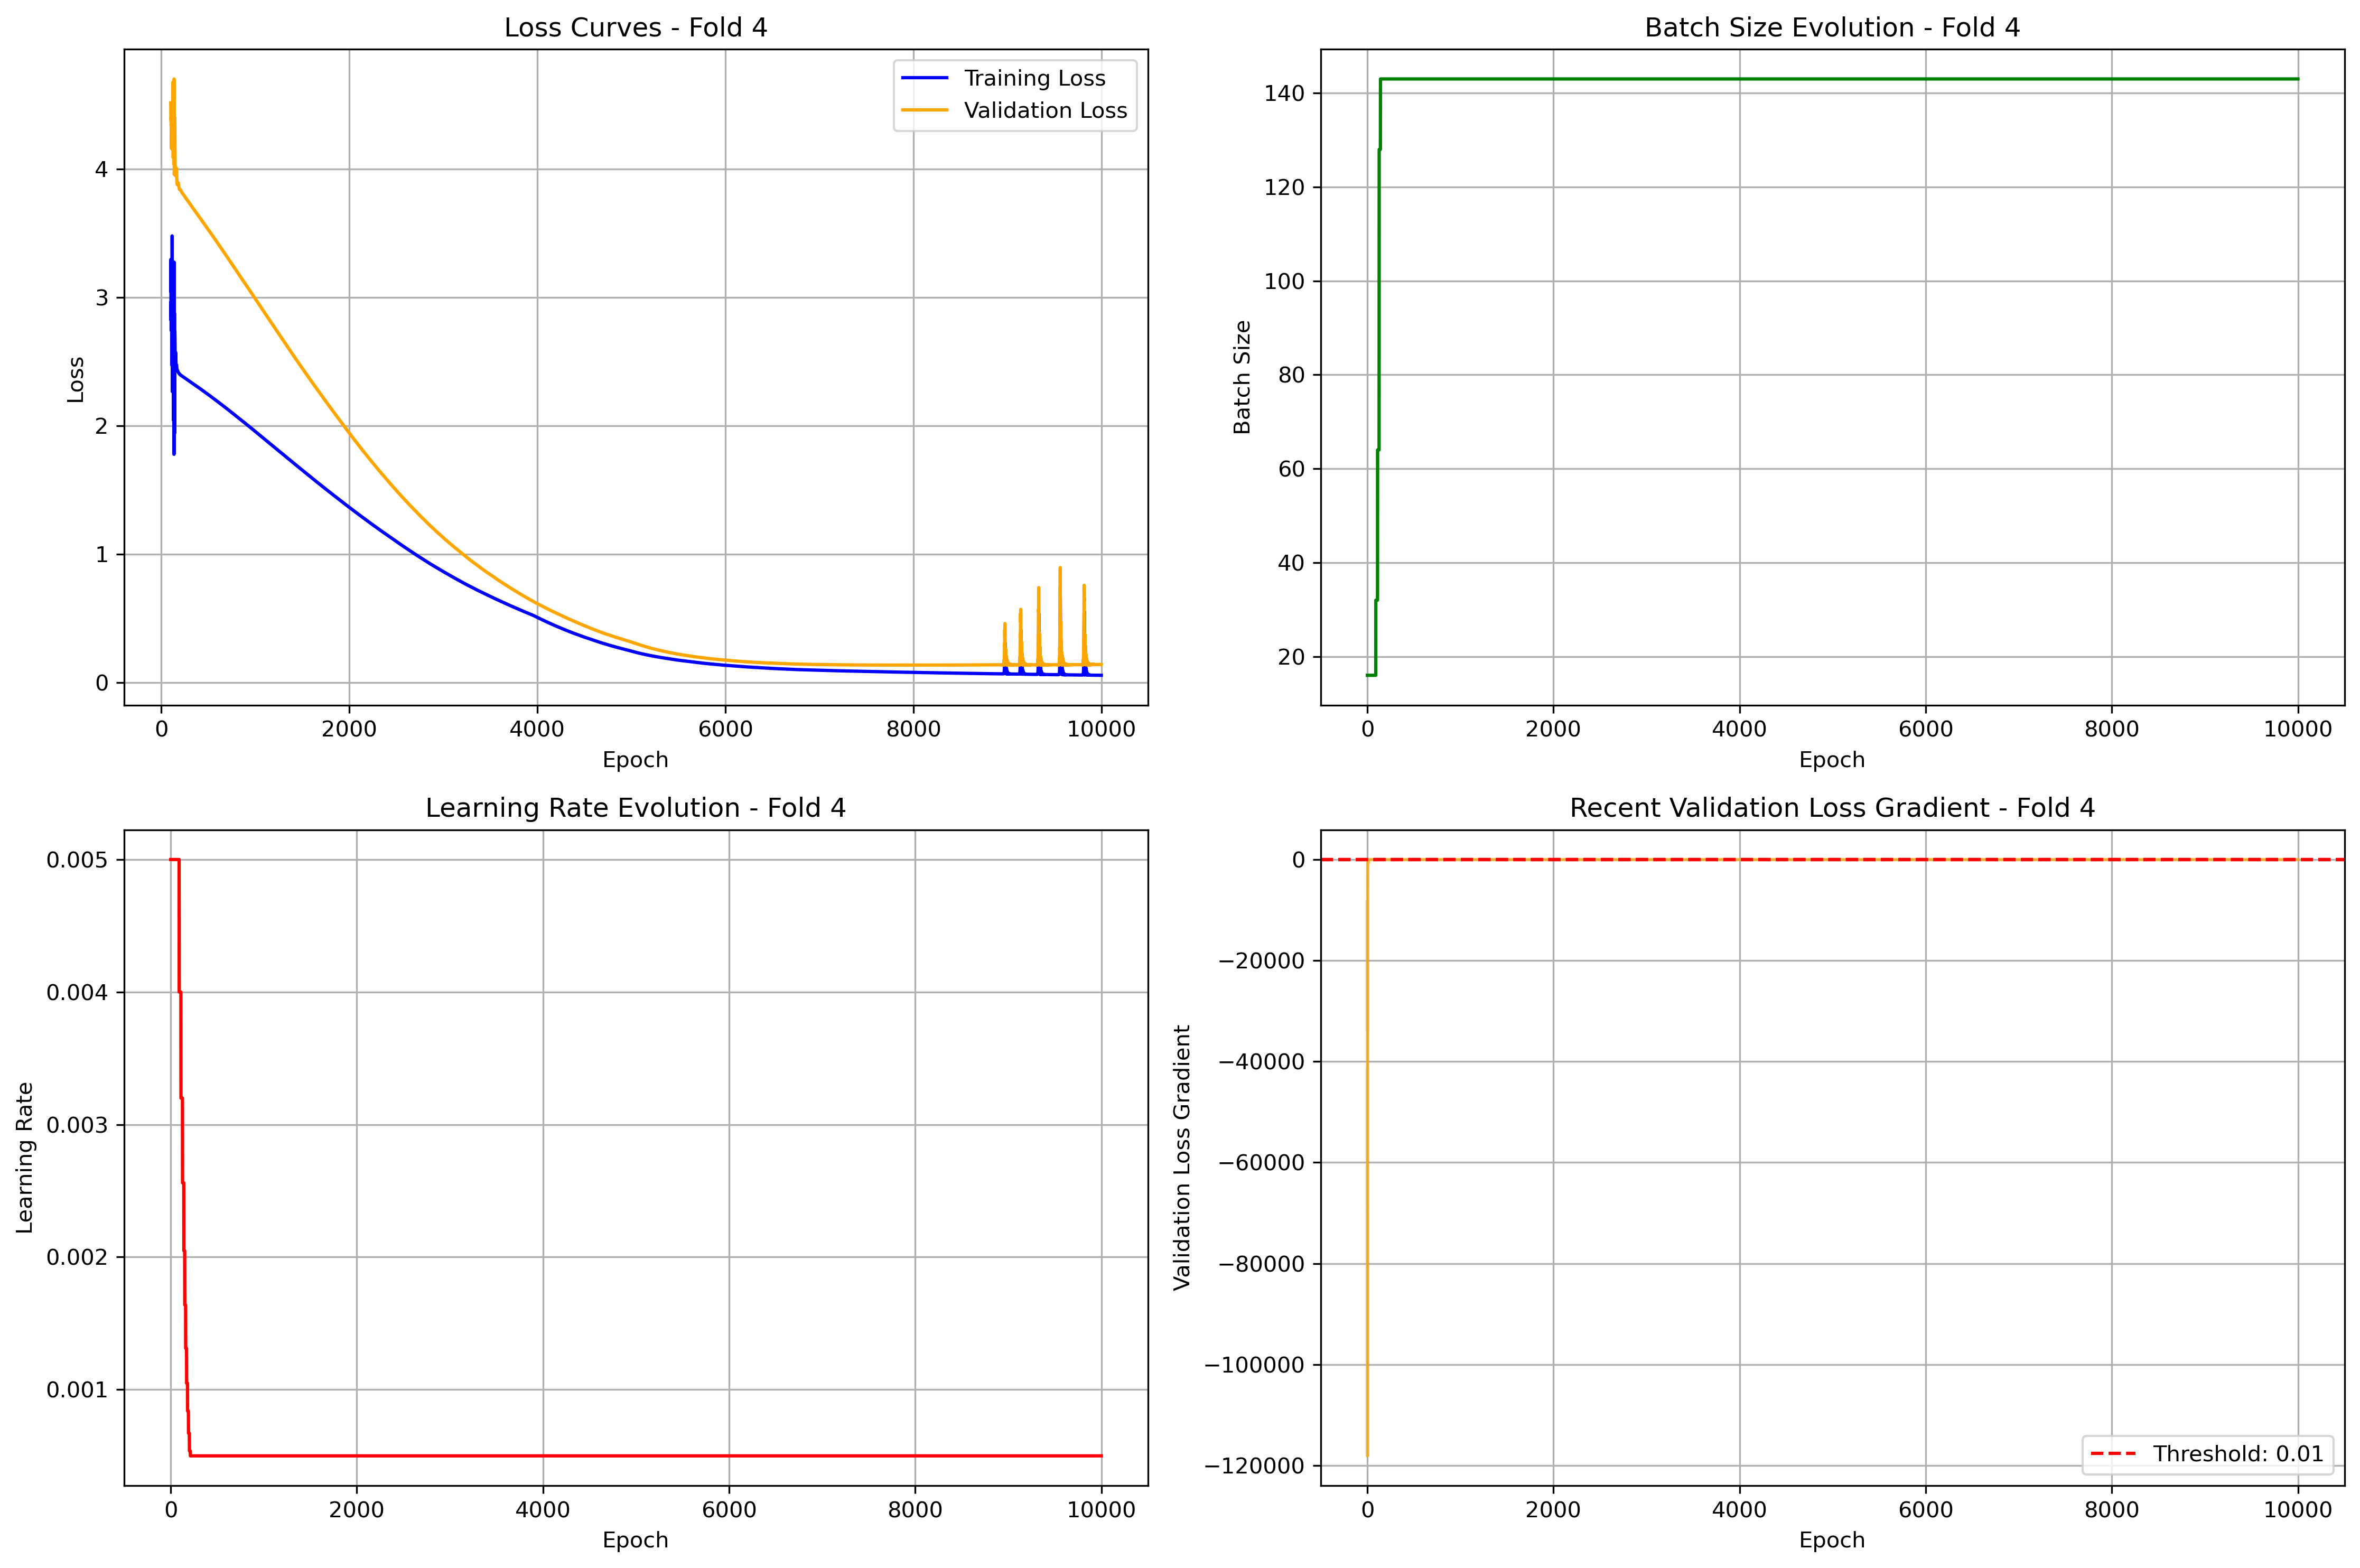 Loss Curves - Fold 4
Loss
4
3
2
1
0
Training Loss
Validation Loss
0 2000 4000 6000 8000 10000
Epoch
Batch Size Evolution - Fold 4
Batch Size
140
120
100
80
60
40
20
0 2000 4000 6000 8000 10000
Epoch
Learning Rate Evolution - Fold 4
Learning Rate
0.005
0.004
0.003
0.002
0.001
0 2000 4000 6000 8000 10000
Epoch
Recent Validation Loss Gradient - Fold 4
Validation Loss Gradient
0
−20000
−40000
−60000
−80000
−100000
−120000
Threshold: 0.01
0 2000 4000 6000 8000 10000
Epoch